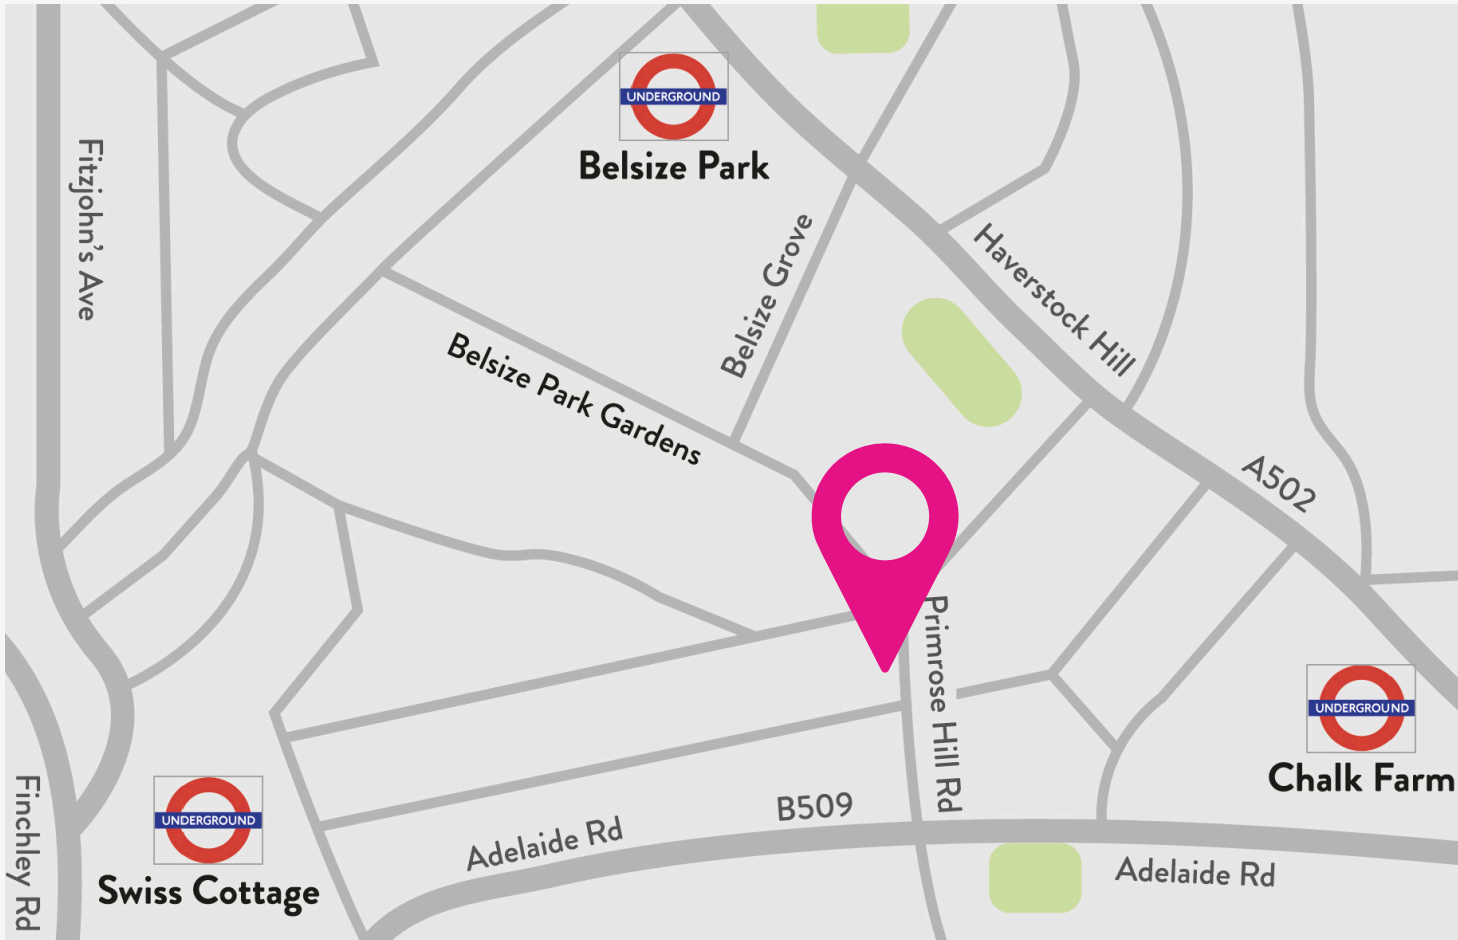 UNDERGROUND
Belsize Park
Fitzjohn's Ave
Belsize Grove
Haverstock Hill
Belsize Park Gardens
A502
Primrose Hill Rd
UNDERGROUND
Chalk Farm
UNDERGROUND
Swiss Cottage
Finchley Rd
B509
Adelaide Rd
Adelaide Rd